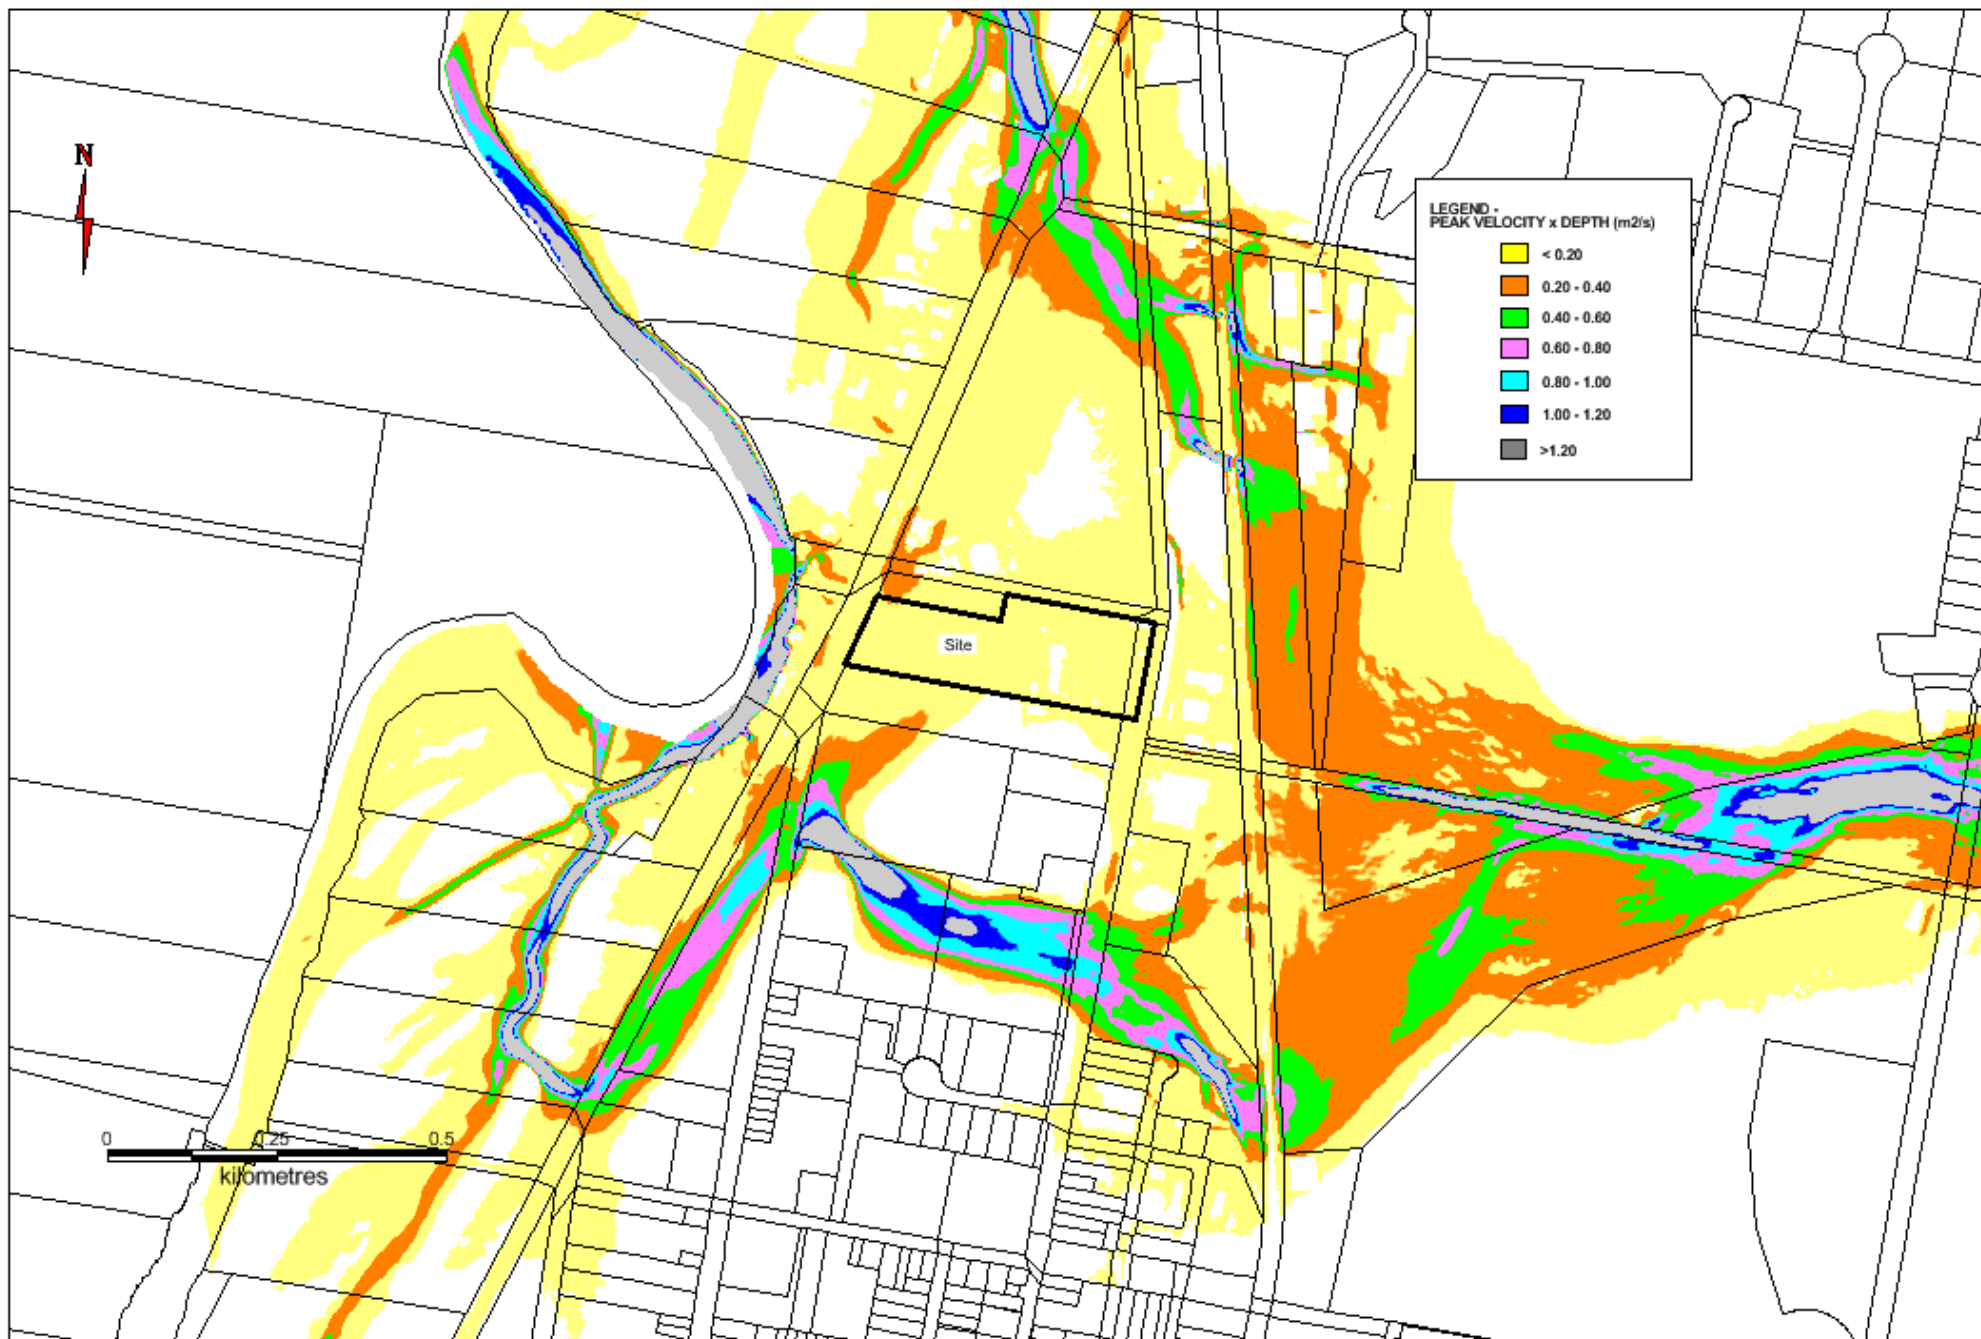 N
LEGEND -
PEAK VELOCITY x DEPTH (m2/s)
< 0.20
0.20 - 0.40
0.40 - 0.60
0.60 - 0.80
0.80 - 1.00
1.00 - 1.20
>1.20
Site
0 .25 0.5
kilometres